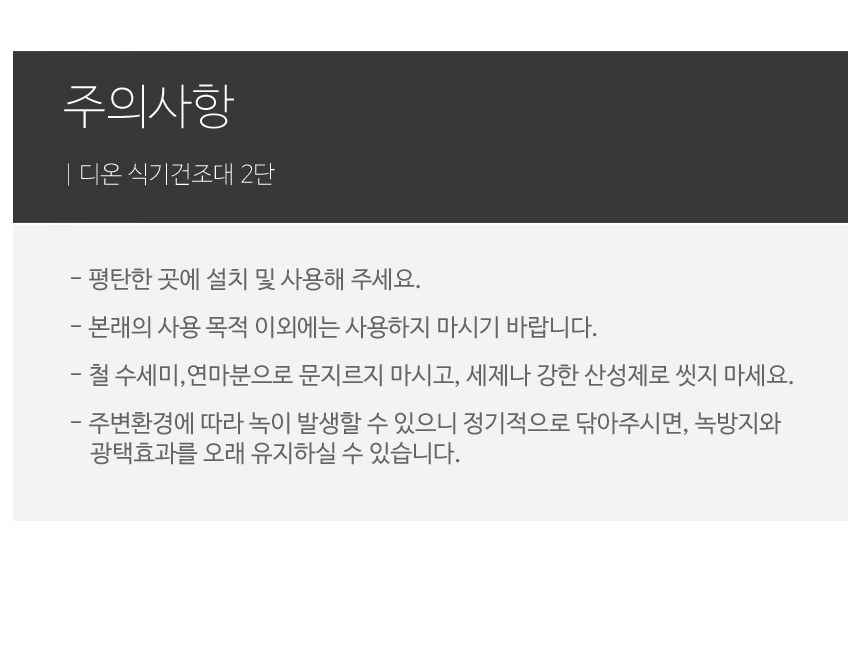 주의사항
| 디온 식기건조대 2단
- 평탄한 곳에 설치 및 사용해 주세요.
- 본래의 사용 목적 이외에는 사용하지 마시기 바랍니다.
- 철 수세미,연마분으로 문지르지 마시고, 세제나 강한 산성제로 씻지 마세요.
- 주변환경에 따라 녹이 발생할 수 있으니 정기적으로 닦아주시면, 녹방지와
광택효과를 오래 유지하실 수 있습니다.